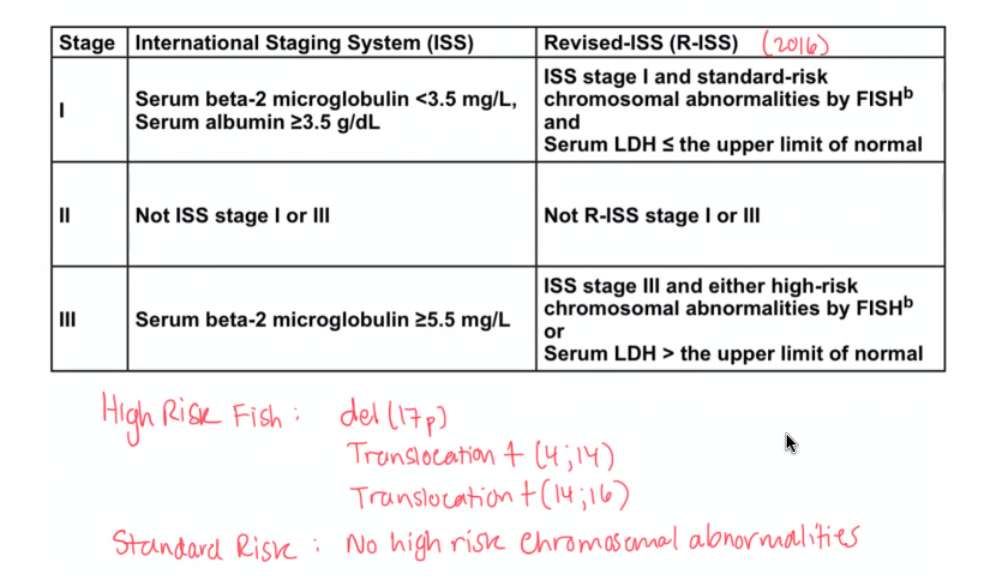 Stage International Staging System (ISS) Revised-ISS (R-ISS) (2016)
I
Serum beta-2 microglobulin <3.5 mg/L,
Serum albumin ≥3.5 g/dL
ISS stage I and standard-risk
chromosomal abnormalities by FISHᵇ
and
Serum LDH ≤ the upper limit of normal
II
Not ISS stage I or III
Not R-ISS stage I or III
III
Serum beta-2 microglobulin ≥5.5 mg/L
ISS stage III and either high-risk
chromosomal abnormalities by FISHᵇ
or
Serum LDH > the upper limit of normal
High Risk Fish : del (17p)
Translocation t (4;14)
Translocation t (14;16)
Standard Risk : No high risk chromosomal abnormalities